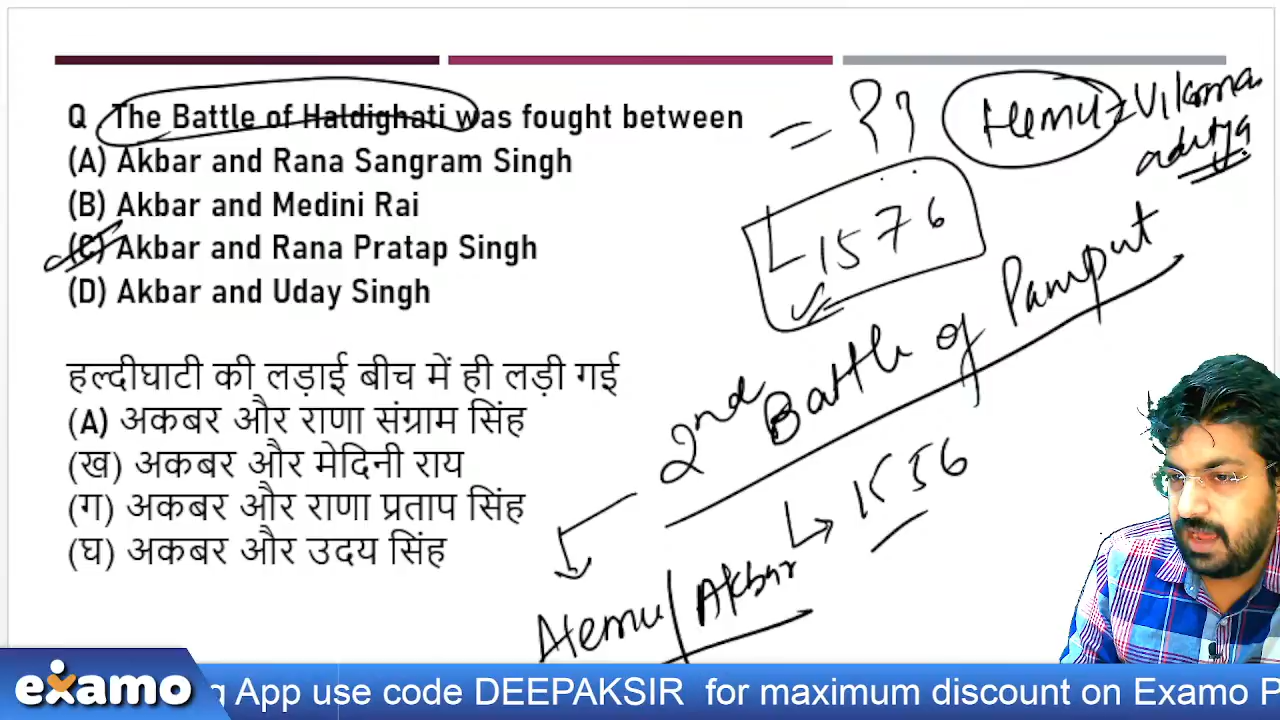 Q The Battle of Haldighati was fought between
(A) Akbar and Rana Sangram Singh
(B) Akbar and Medini Rai
(C) Akbar and Rana Pratap Singh
(D) Akbar and Uday Singh
हल्दीघाटी की लड़ाई बीच में ही लड़ी गई
(A) अकबर और राणा संग्राम सिंह
(ख) अकबर और मेदिनी राय
(ग) अकबर और राणा प्रताप सिंह
(घ) अकबर और उदय सिंह
= ??
Hemu = Vikrma
aditya
1576
2nd Battle of Panipat
1556
Hemu / Akbar
examo
g App use code DEEPAKSIR for maximum discount on Examo P